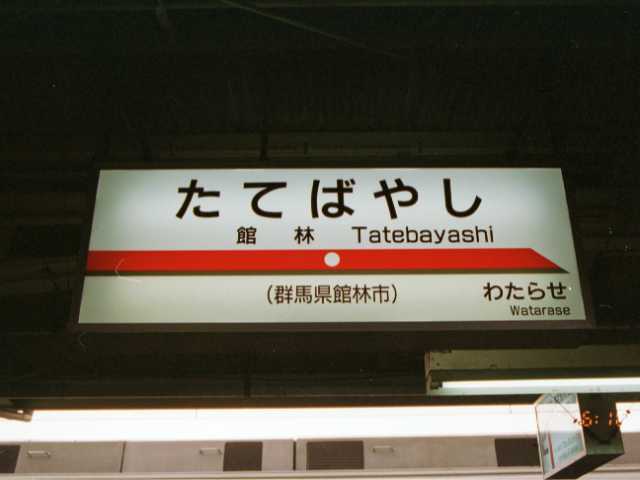 たてばやし
館林 Tatebayashi
(群馬県館林市)
わたらせ
Watarase